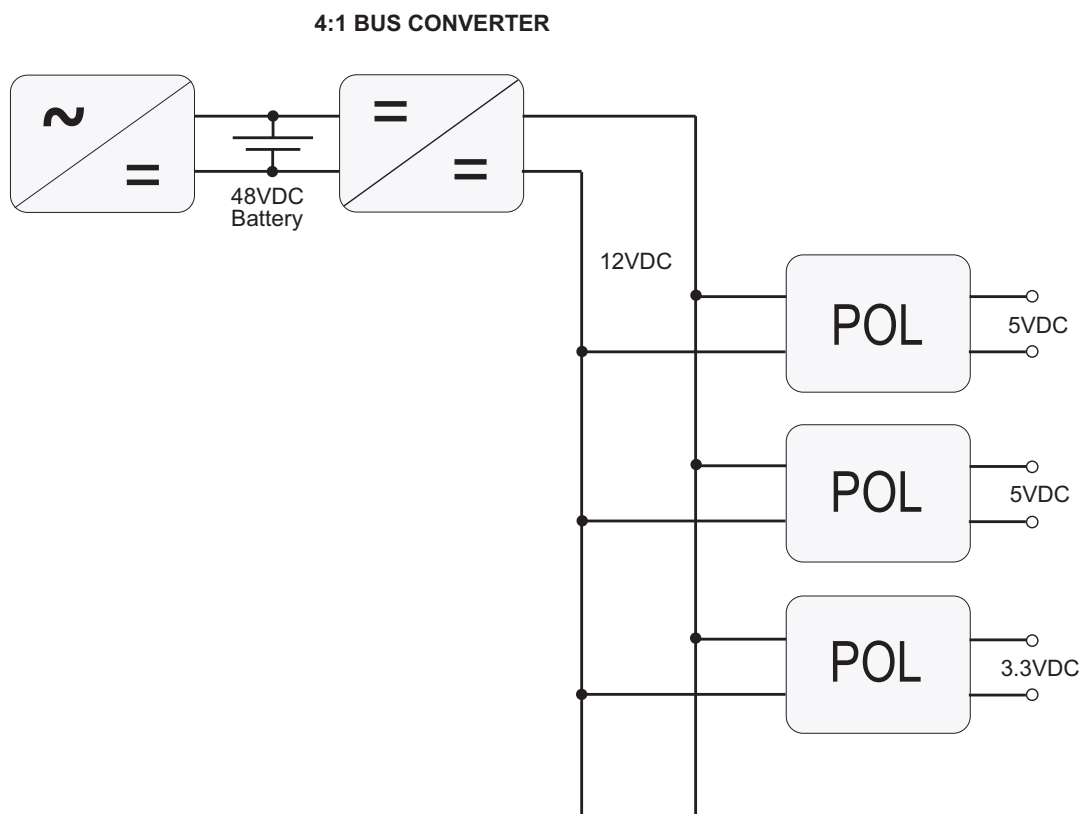 4:1 BUS CONVERTER
~
=
=
=
48VDC
Battery
12VDC
POL
5VDC
POL
5VDC
POL
3.3VDC